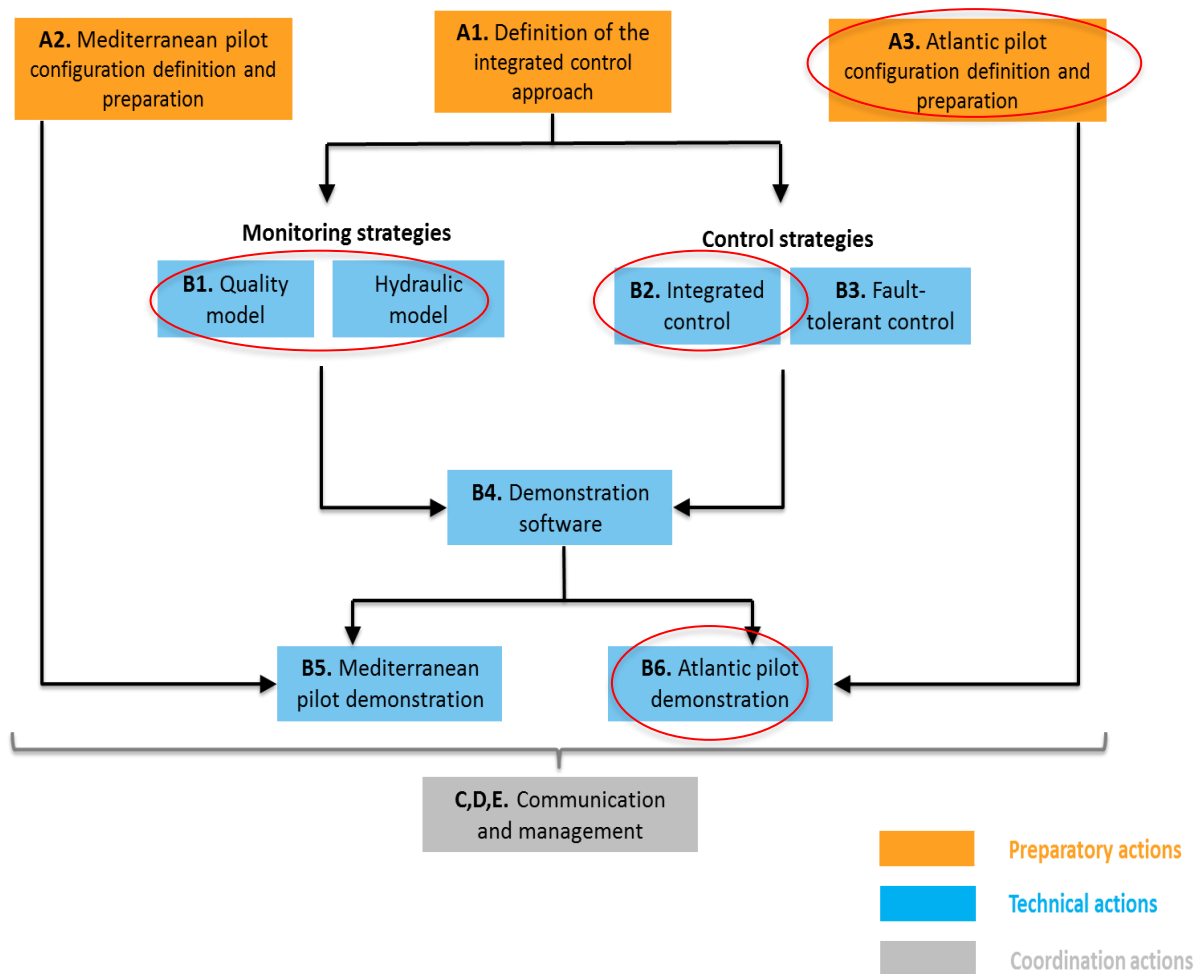 A2. Mediterranean pilot
configuration definition and
preparation
A1. Definition of the
integrated control
approach
A3. Atlantic pilot
configuration definition and
preparation
Monitoring strategies
Control strategies
B1. Quality
model
Hydraulic
model
B2. Integrated
control
B3. Fault-
tolerant control
B4. Demonstration
software
B5. Mediterranean
pilot demonstration
B6. Atlantic pilot
demonstration
C,D,E. Communication
and management
Preparatory actions
Technical actions
Coordination actions